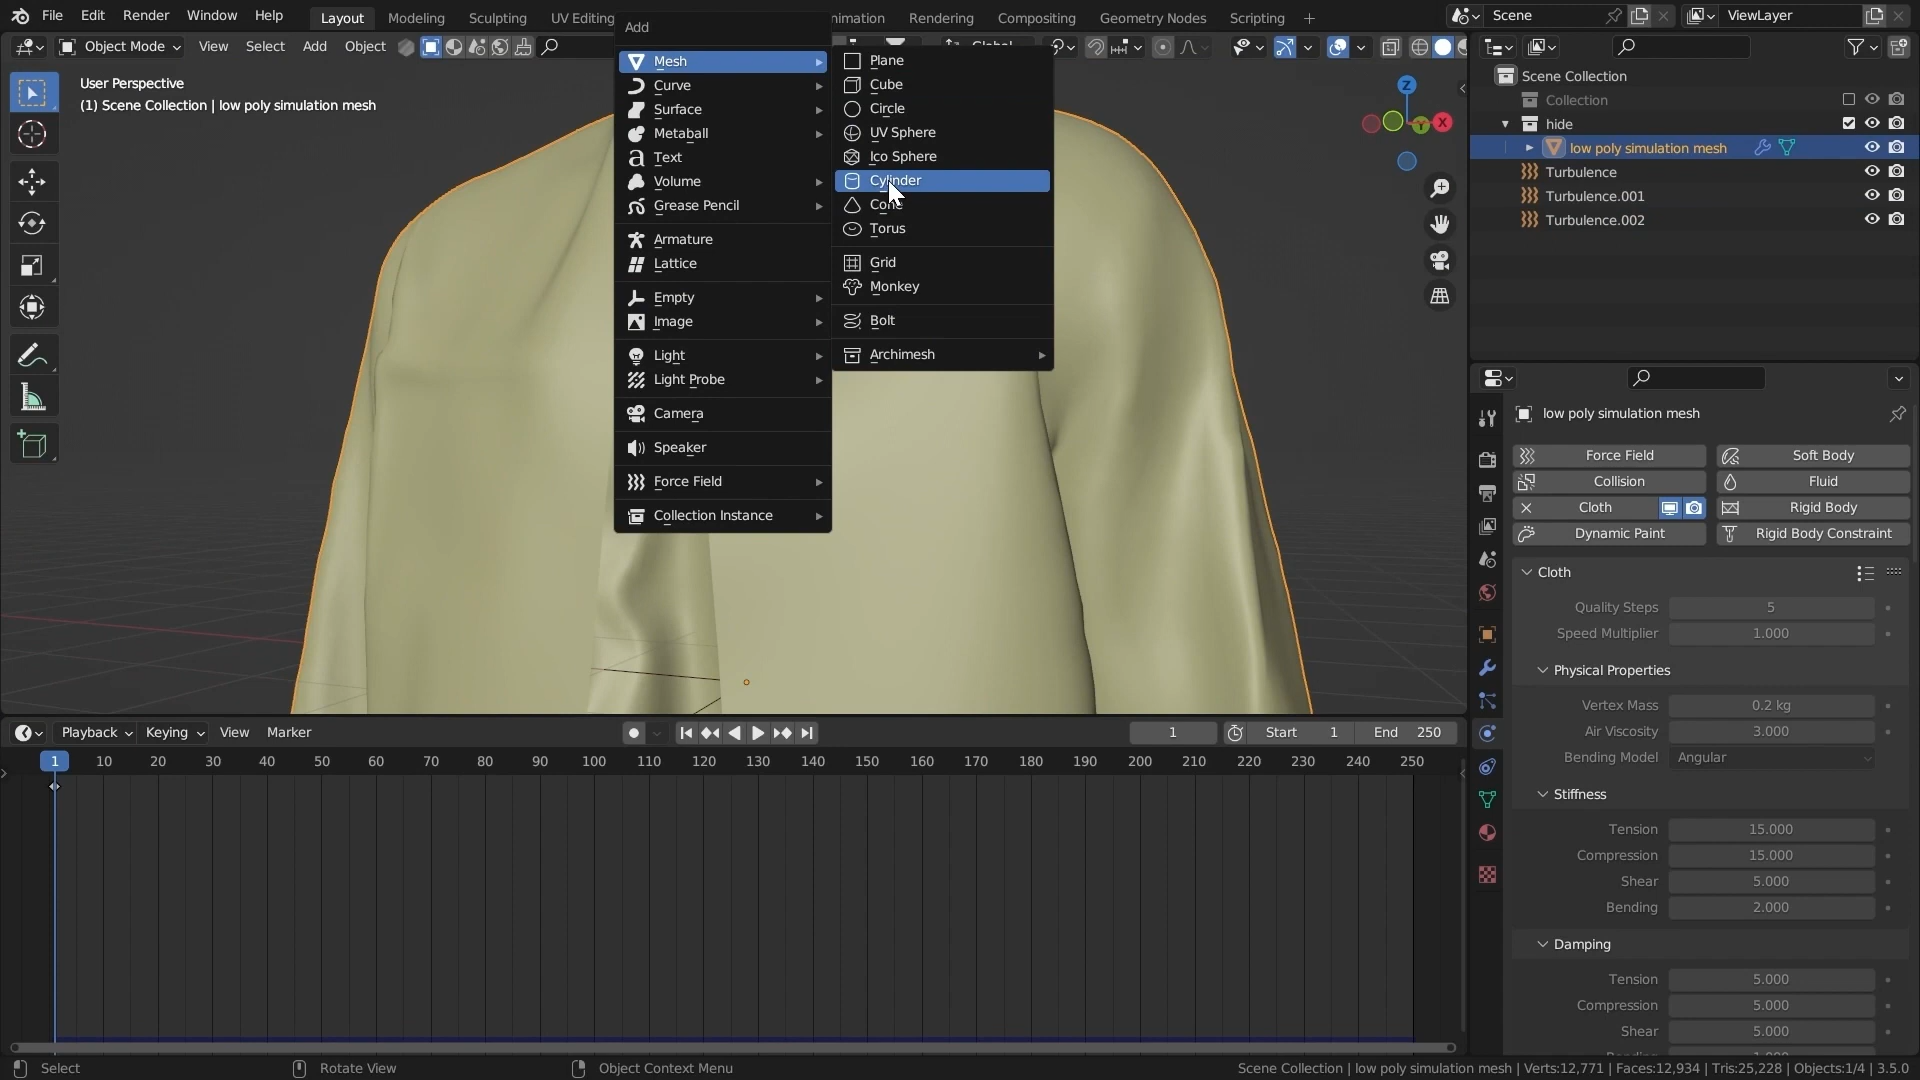 File Edit Render Window Help
Layout Modeling Sculpting UV Editing Rendering Compositing Geometry Nodes Scripting
Scene
ViewLayer
Object Mode View Select Add Object
User Perspective
(1) Scene Collection | low poly simulation mesh
Add
Mesh
Curve
Surface
Metaball
Text
Volume
Grease Pencil
Armature
Lattice
Empty
Image
Light
Light Probe
Camera
Speaker
Force Field
Collection Instance
Plane
Cube
Circle
UV Sphere
Ico Sphere
Cylinder
Cone
Torus
Grid
Monkey
Bolt
Archimesh
Z
Y
X
Scene Collection
Collection
hide
low poly simulation mesh
Turbulence
Turbulence.001
Turbulence.002
low poly simulation mesh
Force Field Soft Body
Collision Fluid
Cloth Rigid Body
Dynamic Paint Rigid Body Constraint
Cloth
Quality Steps 5
Speed Multiplier 1.000
Physical Properties
Vertex Mass 0.2 kg
Air Viscosity 3.000
Bending Model Angular
Stiffness
Tension 15.000
Compression 15.000
Shear 5.000
Bending 2.000
Damping
Tension 5.000
Compression 5.000
Shear 5.000
Playback Keying View Marker
1 Start 1 End 250
1 10 20 30 40 50 60 70 80 90 100 110 120 130 140 150 160 170 180 190 200 210 220 230 240 250
Select Rotate View Object Context Menu
Scene Collection | low poly simulation mesh | Verts:12,771 | Faces:12,934 | Tris:25,228 | Objects:1/4 | 3.5.0